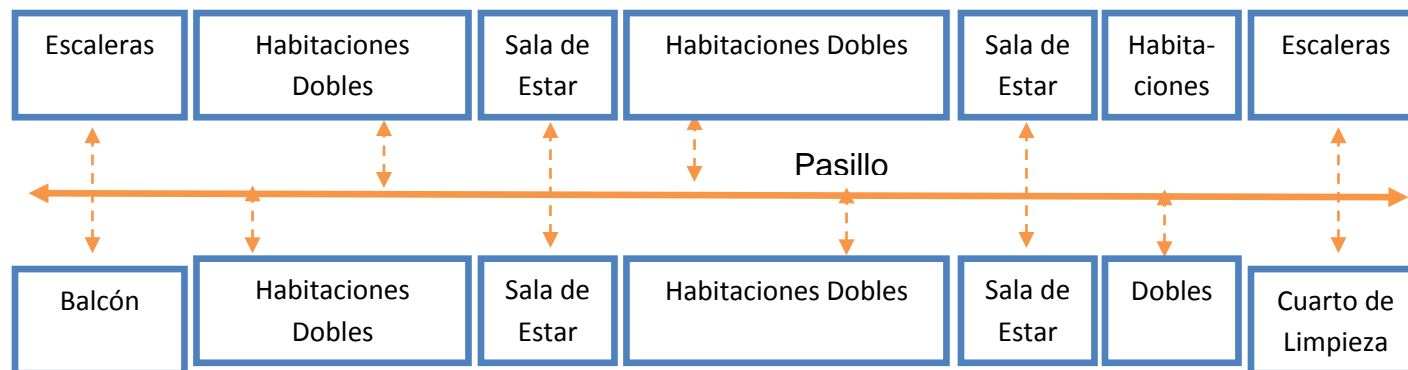 Escaleras
Habitaciones
Dobles
Sala de
Estar
Habitaciones Dobles
Sala de
Estar
Habita-
ciones
Escaleras
Pasillo
Balcón
Habitaciones
Dobles
Sala de
Estar
Habitaciones Dobles
Sala de
Estar
Dobles
Cuarto de
Limpieza